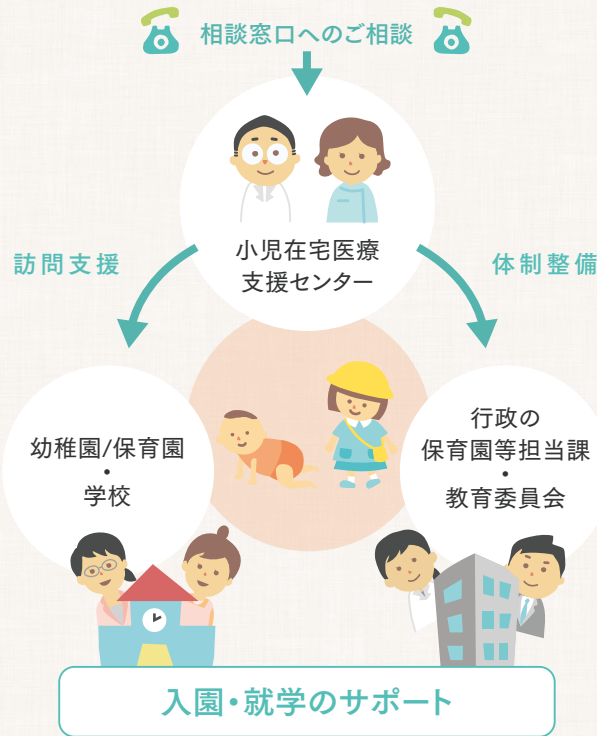 相談窓口へのご相談
小児在宅医療
支援センター
訪問支援
体制整備
幼稚園/保育園
・
学校
行政の
保育園等担当課
・
教育委員会
入園・就学のサポート